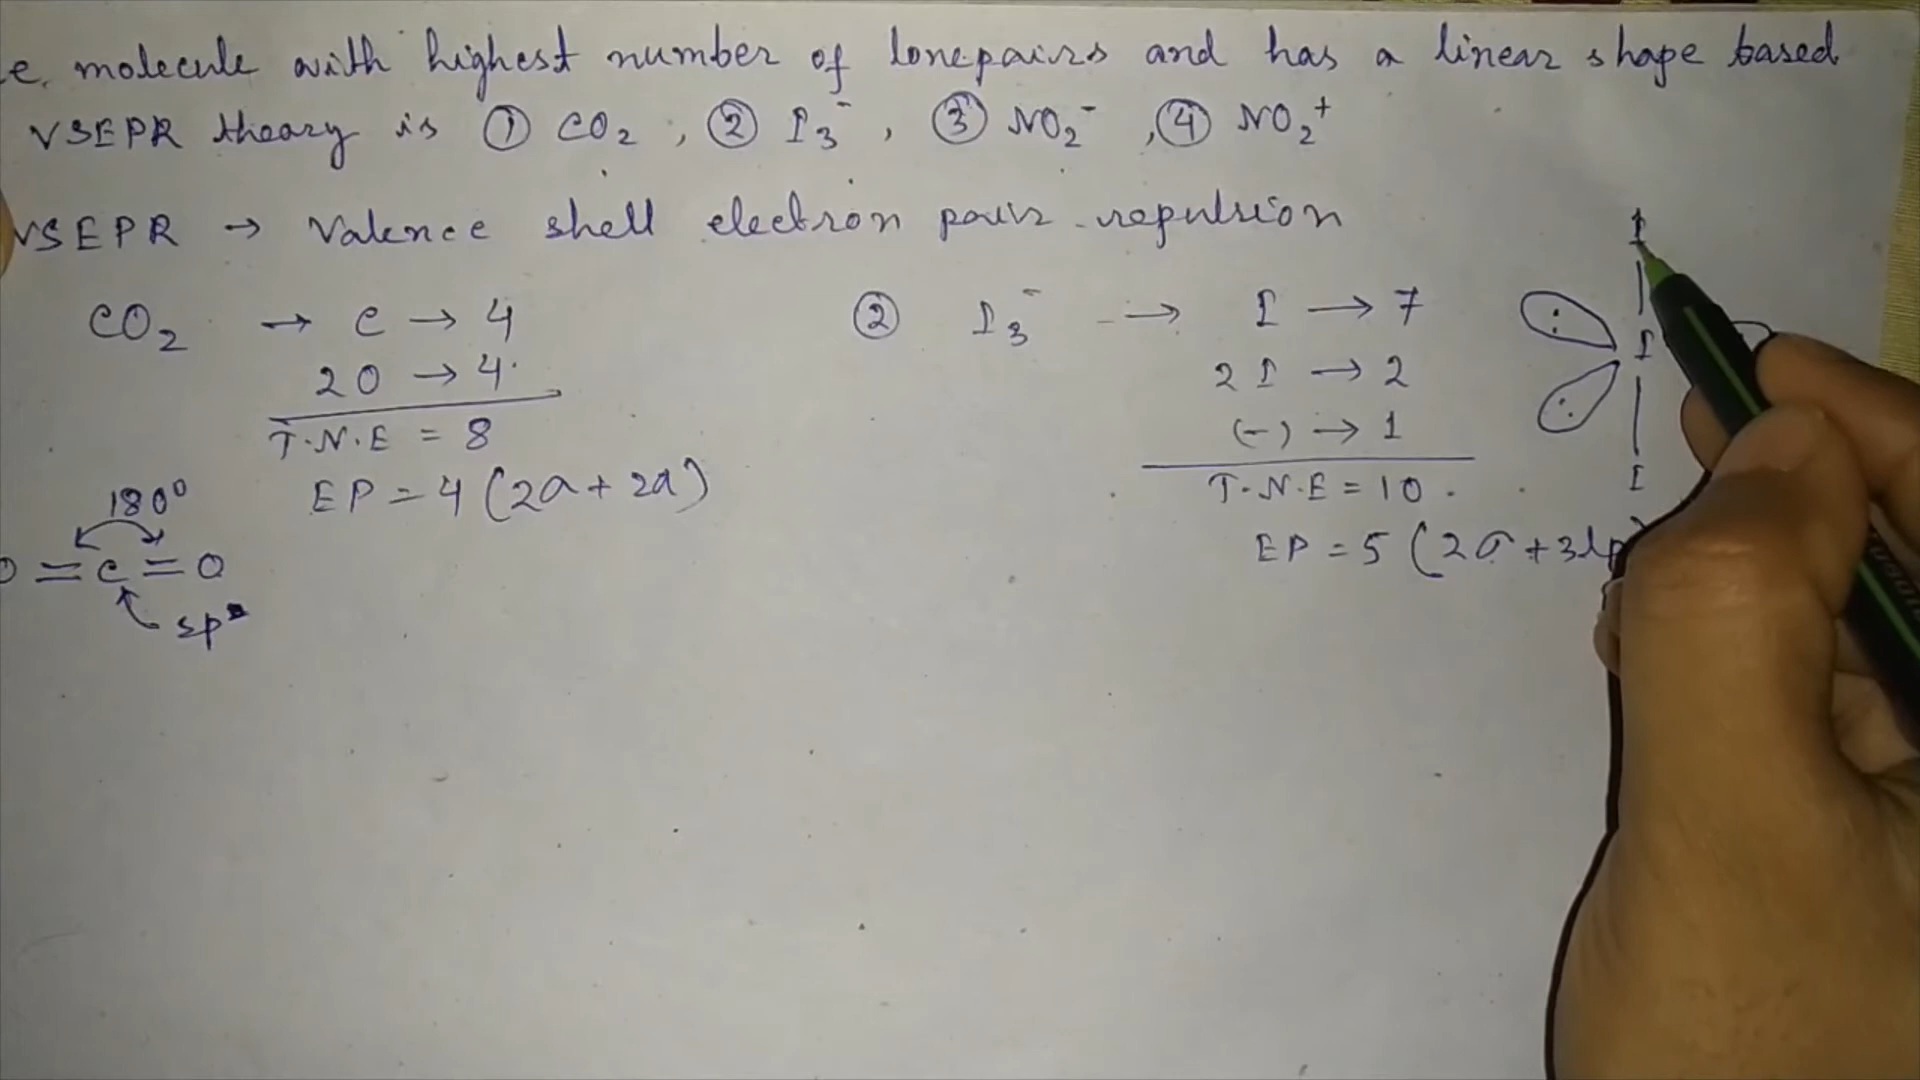 e. molecule with highest number of lonepairs and has a linear shape based
VSEPR theory is ① CO₂, ② I₃⁻, ③ NO₂⁻, ④ NO₂⁺
VSEPR → Valence shell electron pair repulsion
CO₂ → C → 4
2O → 4
T.N.E = 8
EP = 4 (2σ + 2π)
180°
O = C = O
sp
② I₃⁻ → I → 7
2I → 2
(-) → 1
T.N.E = 10
EP = 5 (2σ + 3lp
I
I
I